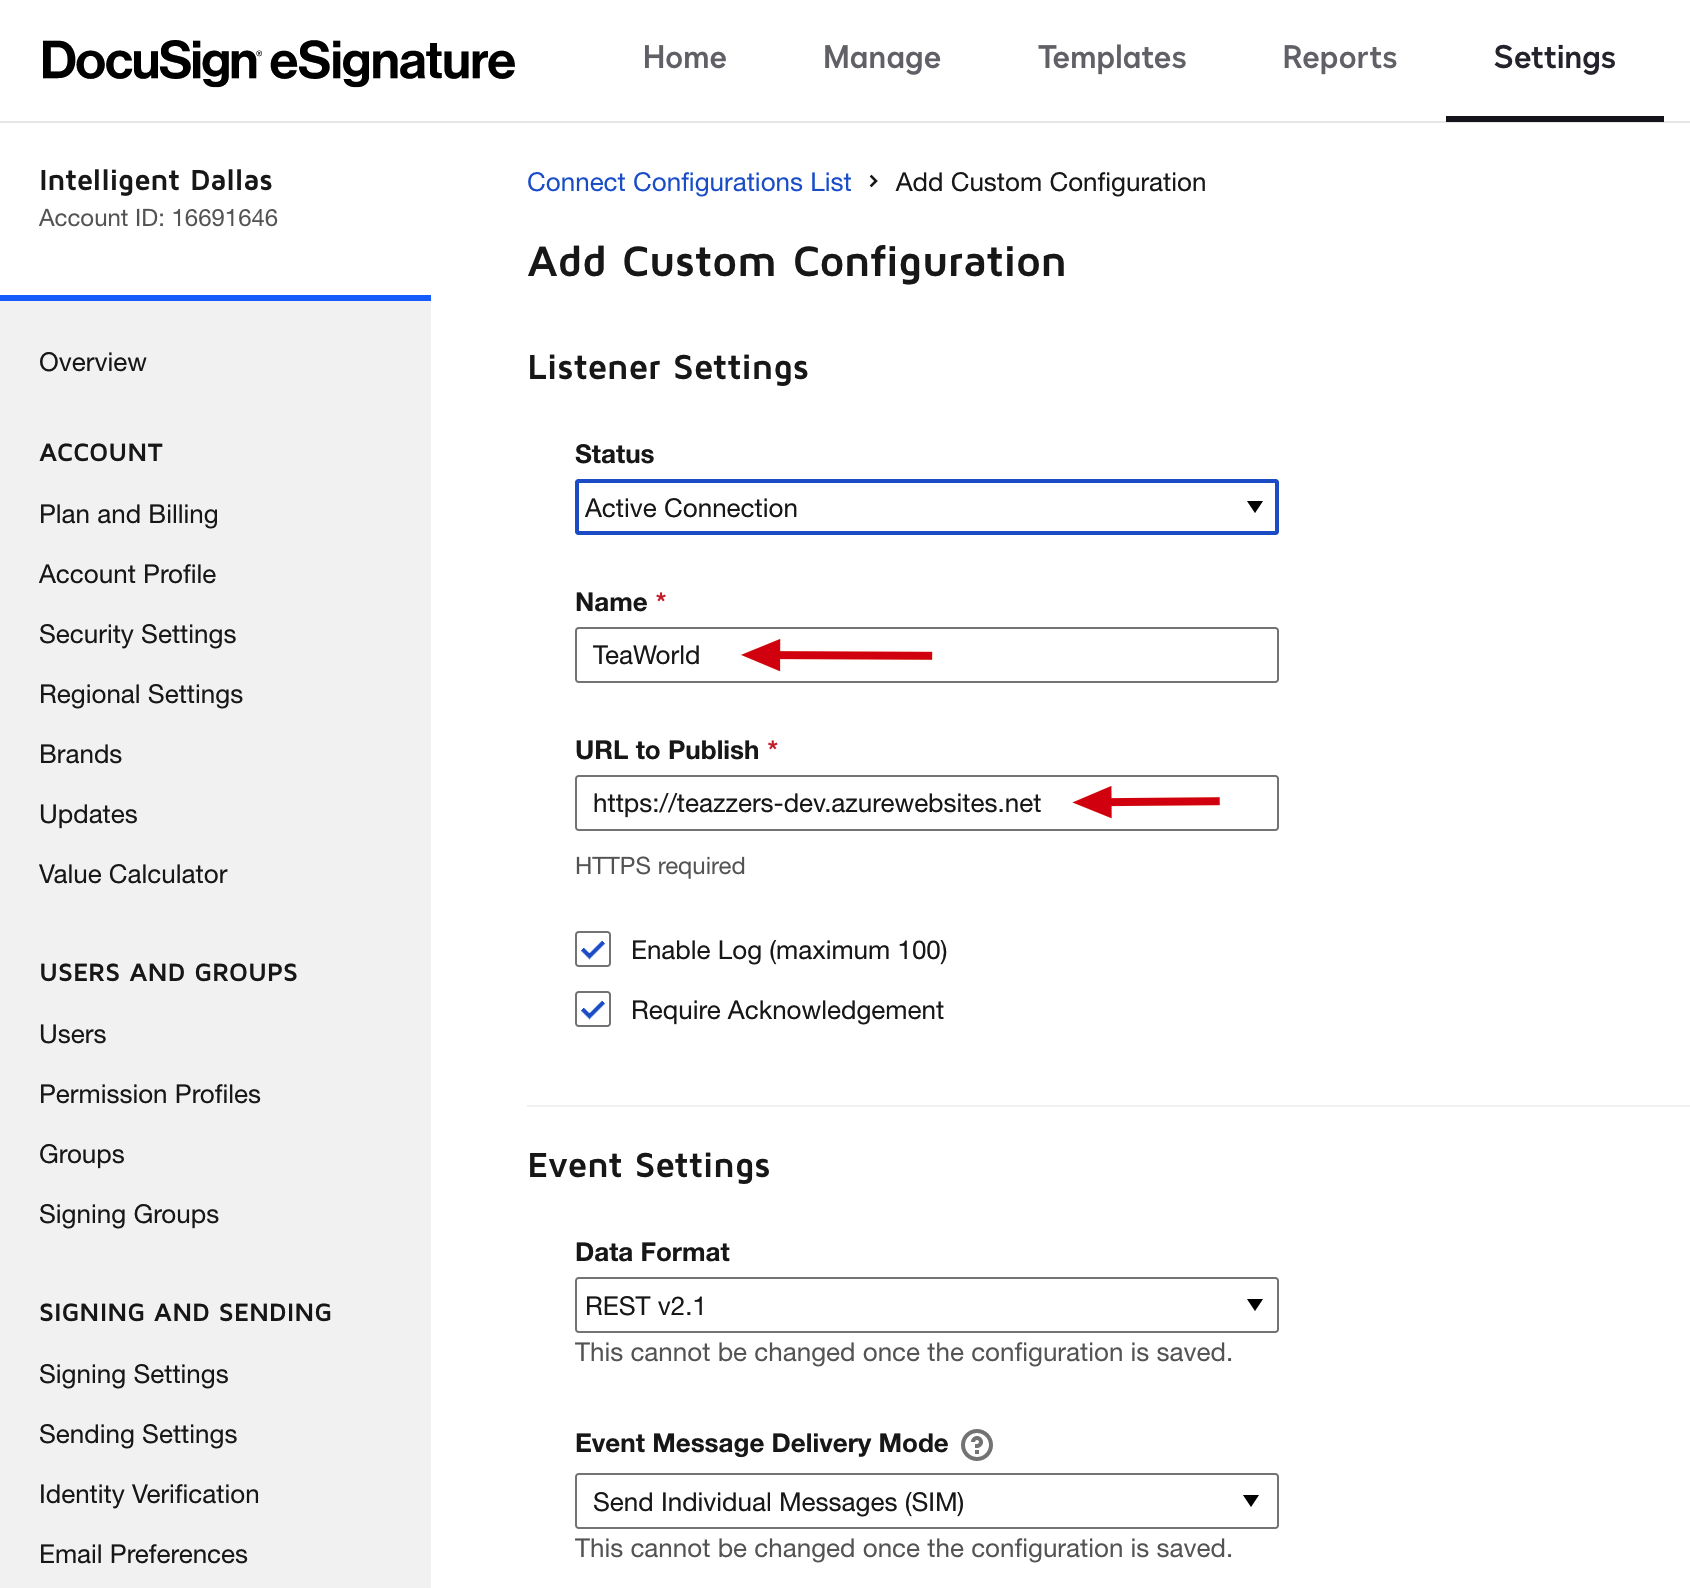 DocuSign eSignature
Home
Manage
Templates
Reports
Settings
Intelligent Dallas
Account ID: 16691646
Overview
ACCOUNT
Plan and Billing
Account Profile
Security Settings
Regional Settings
Brands
Updates
Value Calculator
USERS AND GROUPS
Users
Permission Profiles
Groups
Signing Groups
SIGNING AND SENDING
Signing Settings
Sending Settings
Identity Verification
Email Preferences
Connect Configurations List > Add Custom Configuration
Add Custom Configuration
Listener Settings
Status
Active Connection
Name *
TeaWorld
URL to Publish *
https://teazzers-dev.azurewebsites.net
HTTPS required
Enable Log (maximum 100)
Require Acknowledgement
Event Settings
Data Format
REST v2.1
This cannot be changed once the configuration is saved.
Event Message Delivery Mode ?
Send Individual Messages (SIM)
This cannot be changed once the configuration is saved.